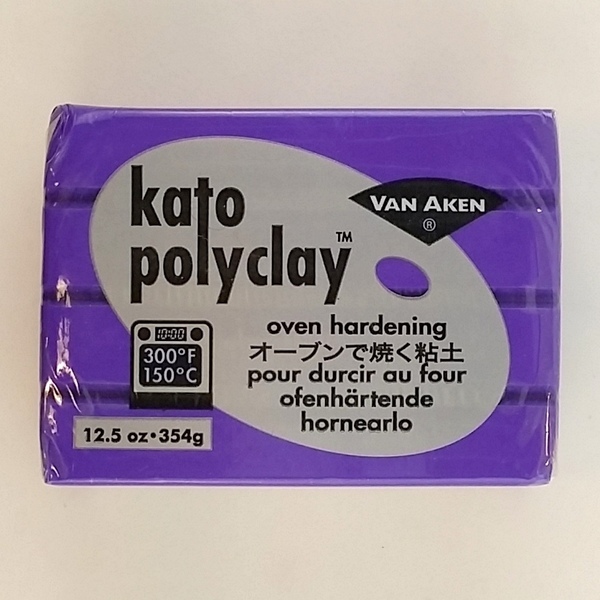 kato
polyclay™
VAN AKEN
®
10:00
300°F
150°C
oven hardening
オーブンで焼く粘土
pour durcir au four
ofenhärtende
hornearlo
12.5 oz•354g